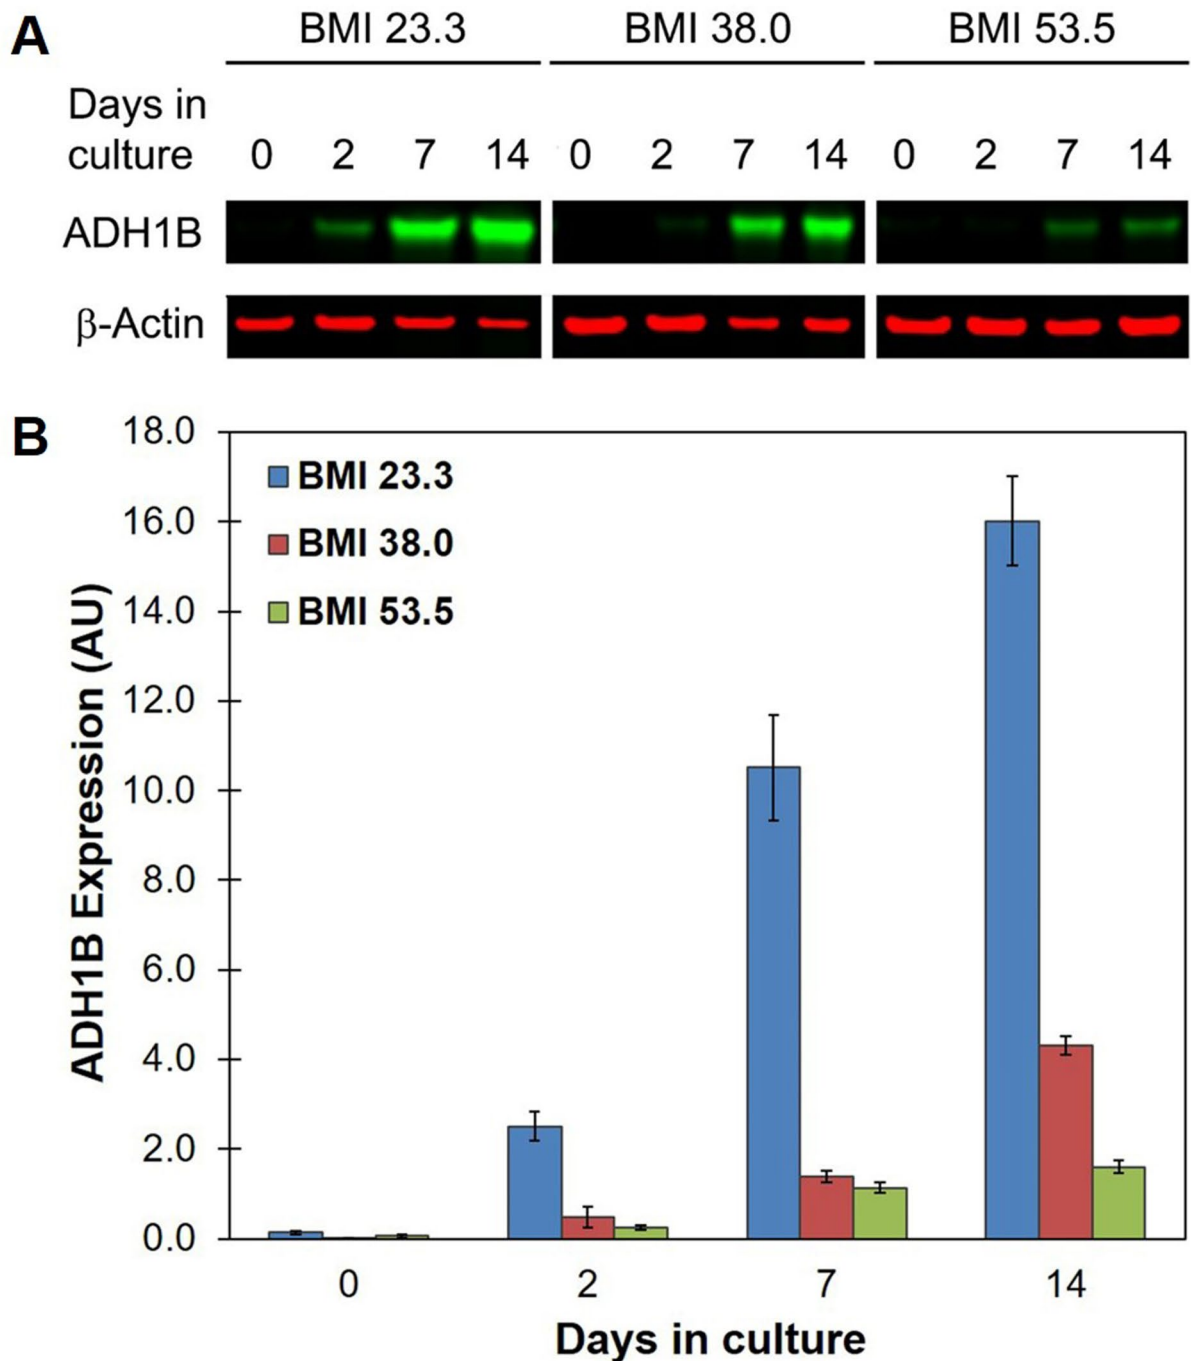 A
BMI 23.3 BMI 38.0 BMI 53.5
Days in
culture 0 2 7 14 0 2 7 14 0 2 7 14
ADH1B
β-Actin
B
18.0
16.0
14.0
12.0
10.0
8.0
6.0
4.0
2.0
0.0
ADH1B Expression (AU)
BMI 23.3
BMI 38.0
BMI 53.5
0 2 7 14
Days in culture